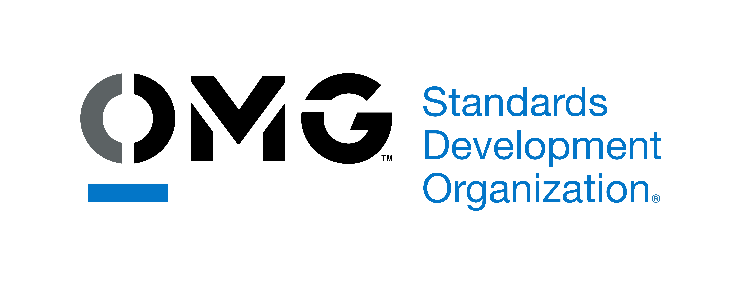 OMG™
Standards
Development
Organization®